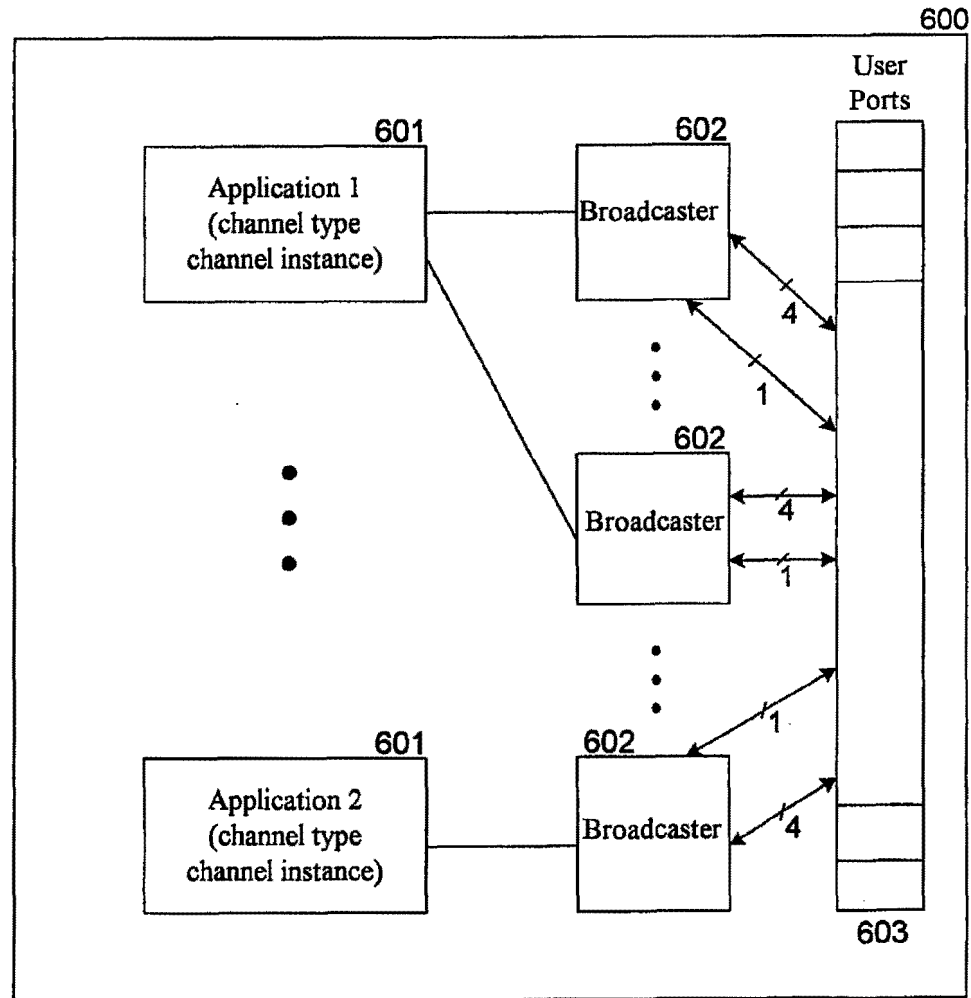 600
User
Ports
601
Application 1
(channel type
channel instance)
602
Broadcaster
4
1
602
Broadcaster
4
1
601
Application 2
(channel type
channel instance)
602
Broadcaster
1
4
603